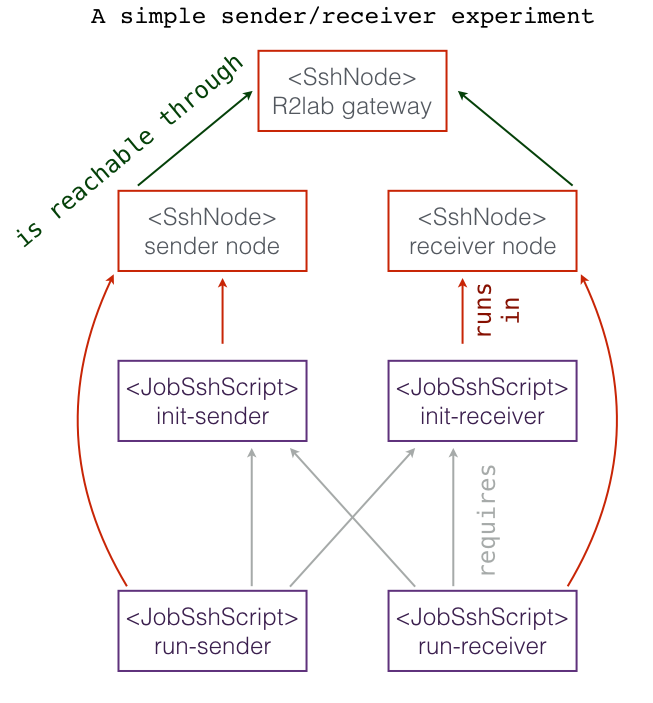 A simple sender/receiver experiment
<SshNode>
R2lab gateway
is reachable through
<SshNode>
sender node
<SshNode>
receiver node
runs
in
<JobSshScript>
init-sender
<JobSshScript>
init-receiver
requires
<JobSshScript>
run-sender
<JobSshScript>
run-receiver